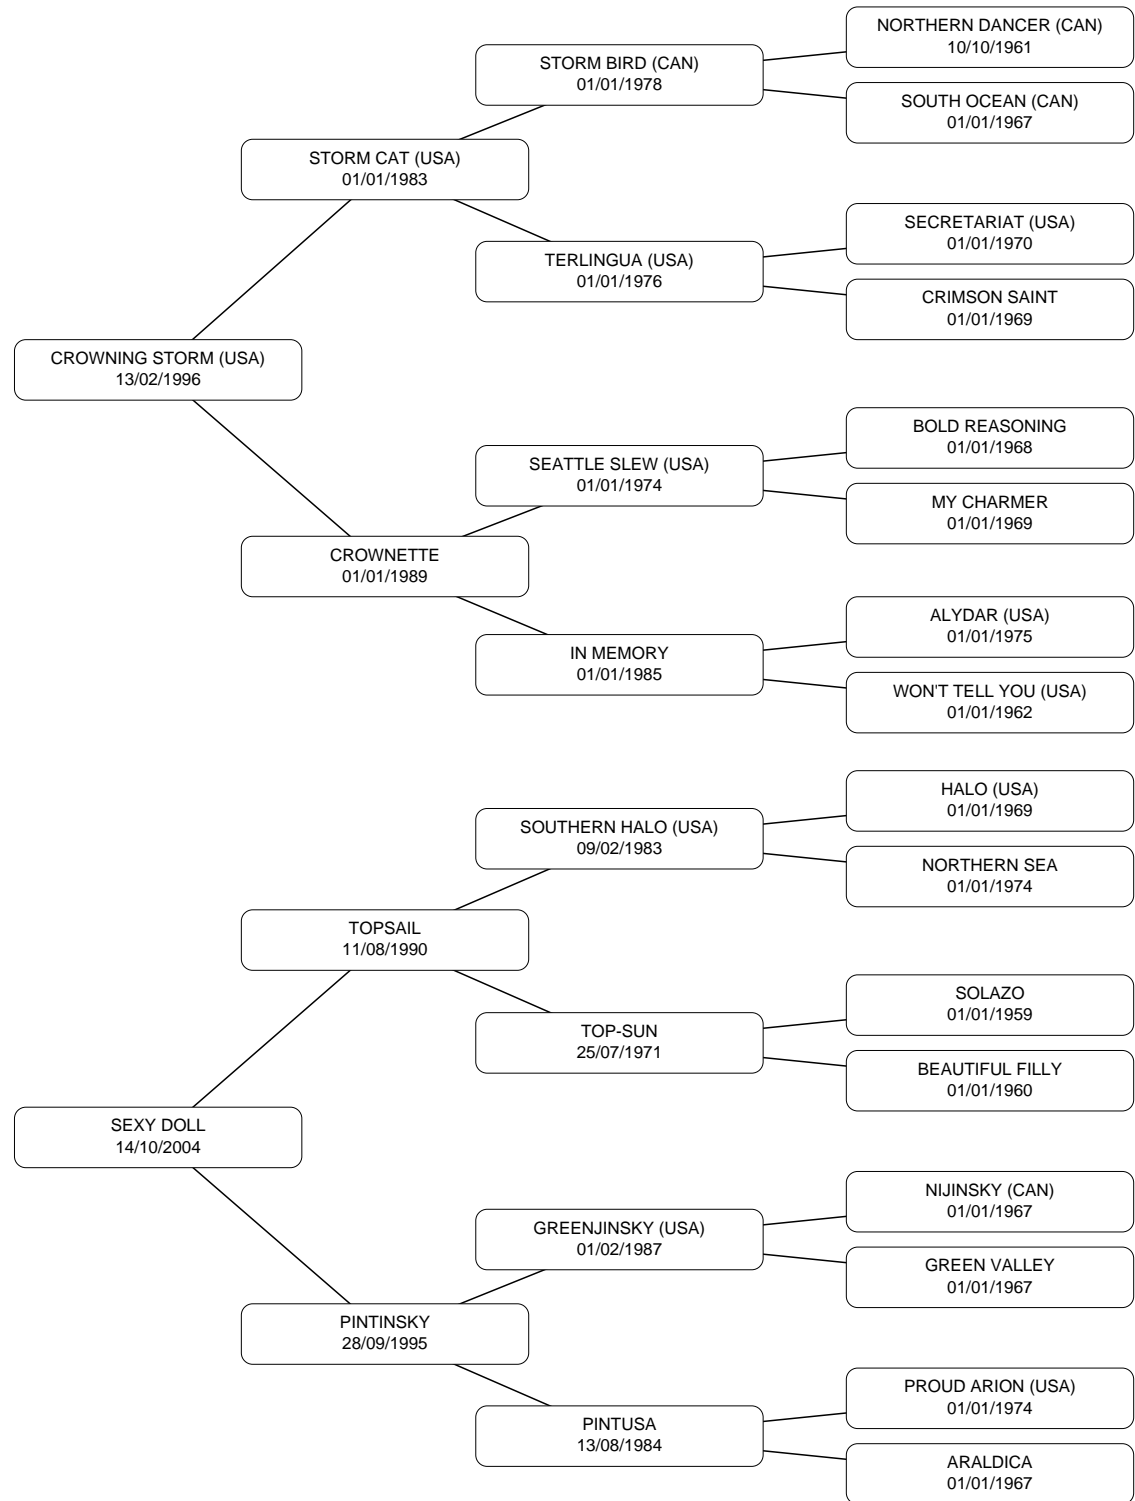 NORTHERN DANCER (CAN)
10/10/1961
STORM BIRD (CAN)
01/01/1978
SOUTH OCEAN (CAN)
01/01/1967
STORM CAT (USA)
01/01/1983
SECRETARIAT (USA)
01/01/1970
TERLINGUA (USA)
01/01/1976
CRIMSON SAINT
01/01/1969
CROWNING STORM (USA)
13/02/1996
BOLD REASONING
01/01/1968
SEATTLE SLEW (USA)
01/01/1974
MY CHARMER
01/01/1969
CROWNETTE
01/01/1989
ALYDAR (USA)
01/01/1975
IN MEMORY
01/01/1985
WON'T TELL YOU (USA)
01/01/1962
HALO (USA)
01/01/1969
SOUTHERN HALO (USA)
09/02/1983
NORTHERN SEA
01/01/1974
TOPSAIL
11/08/1990
SOLAZO
01/01/1959
TOP-SUN
25/07/1971
BEAUTIFUL FILLY
01/01/1960
SEXY DOLL
14/10/2004
NIJINSKY (CAN)
01/01/1967
GREENJINSKY (USA)
01/02/1987
GREEN VALLEY
01/01/1967
PINTINSKY
28/09/1995
PROUD ARION (USA)
01/01/1974
PINTUSA
13/08/1984
ARALDICA
01/01/1967